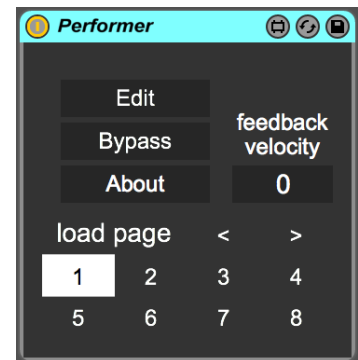 Performer
Edit
Bypass
About
feedback
velocity
0
load page < >
1 2 3 4
5 6 7 8